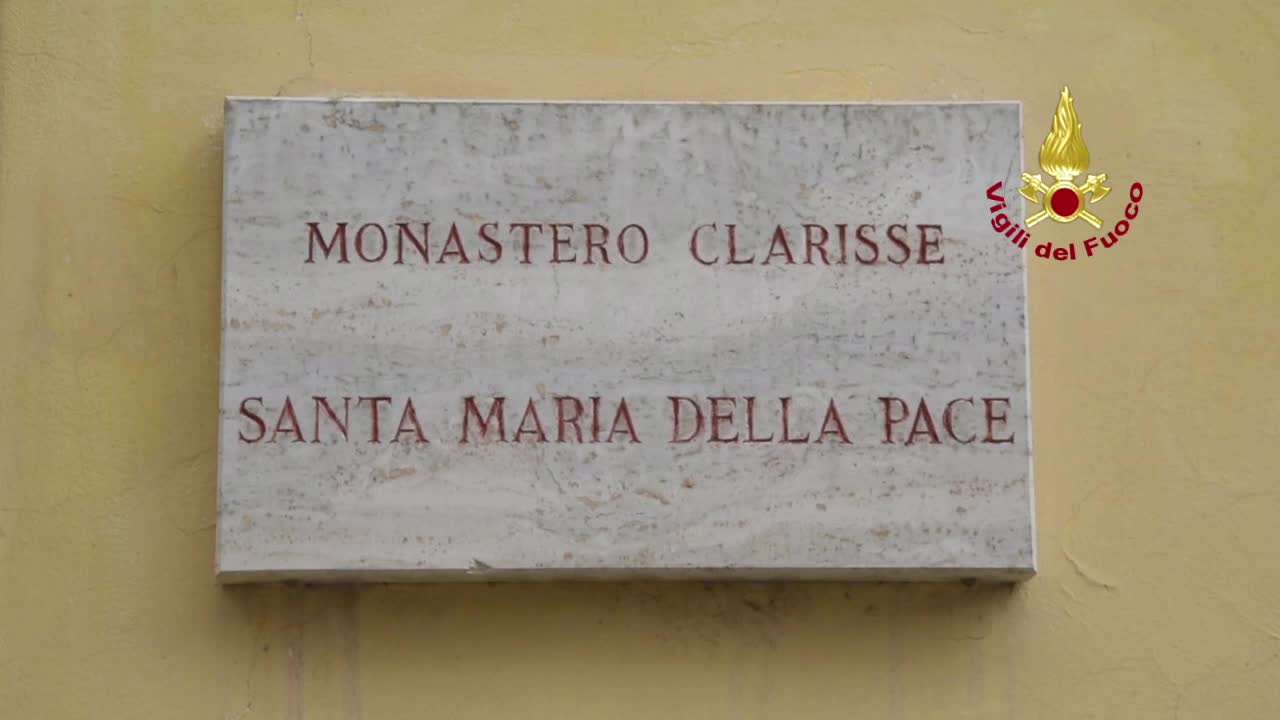 MONASTERO CLARISSE
SANTA MARIA DELLA PACE
Vigili del Fuoco